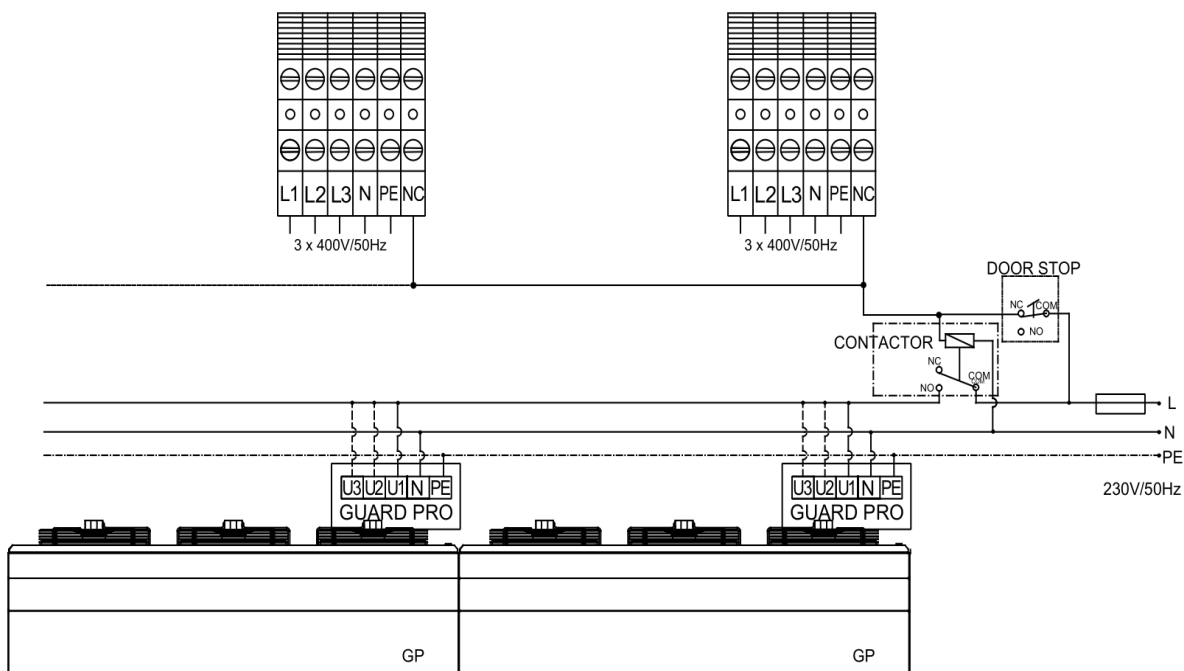 L1 L2 L3 N PE NC
L1 L2 L3 N PE NC
3 x 400V/50Hz
3 x 400V/50Hz
DOOR STOP
NC COM
NO
CONTACTOR
NC
COM
NO
L
N
PE
230V/50Hz
U3 U2 U1 N PE
GUARD PRO
U3 U2 U1 N PE
GUARD PRO
GP
GP